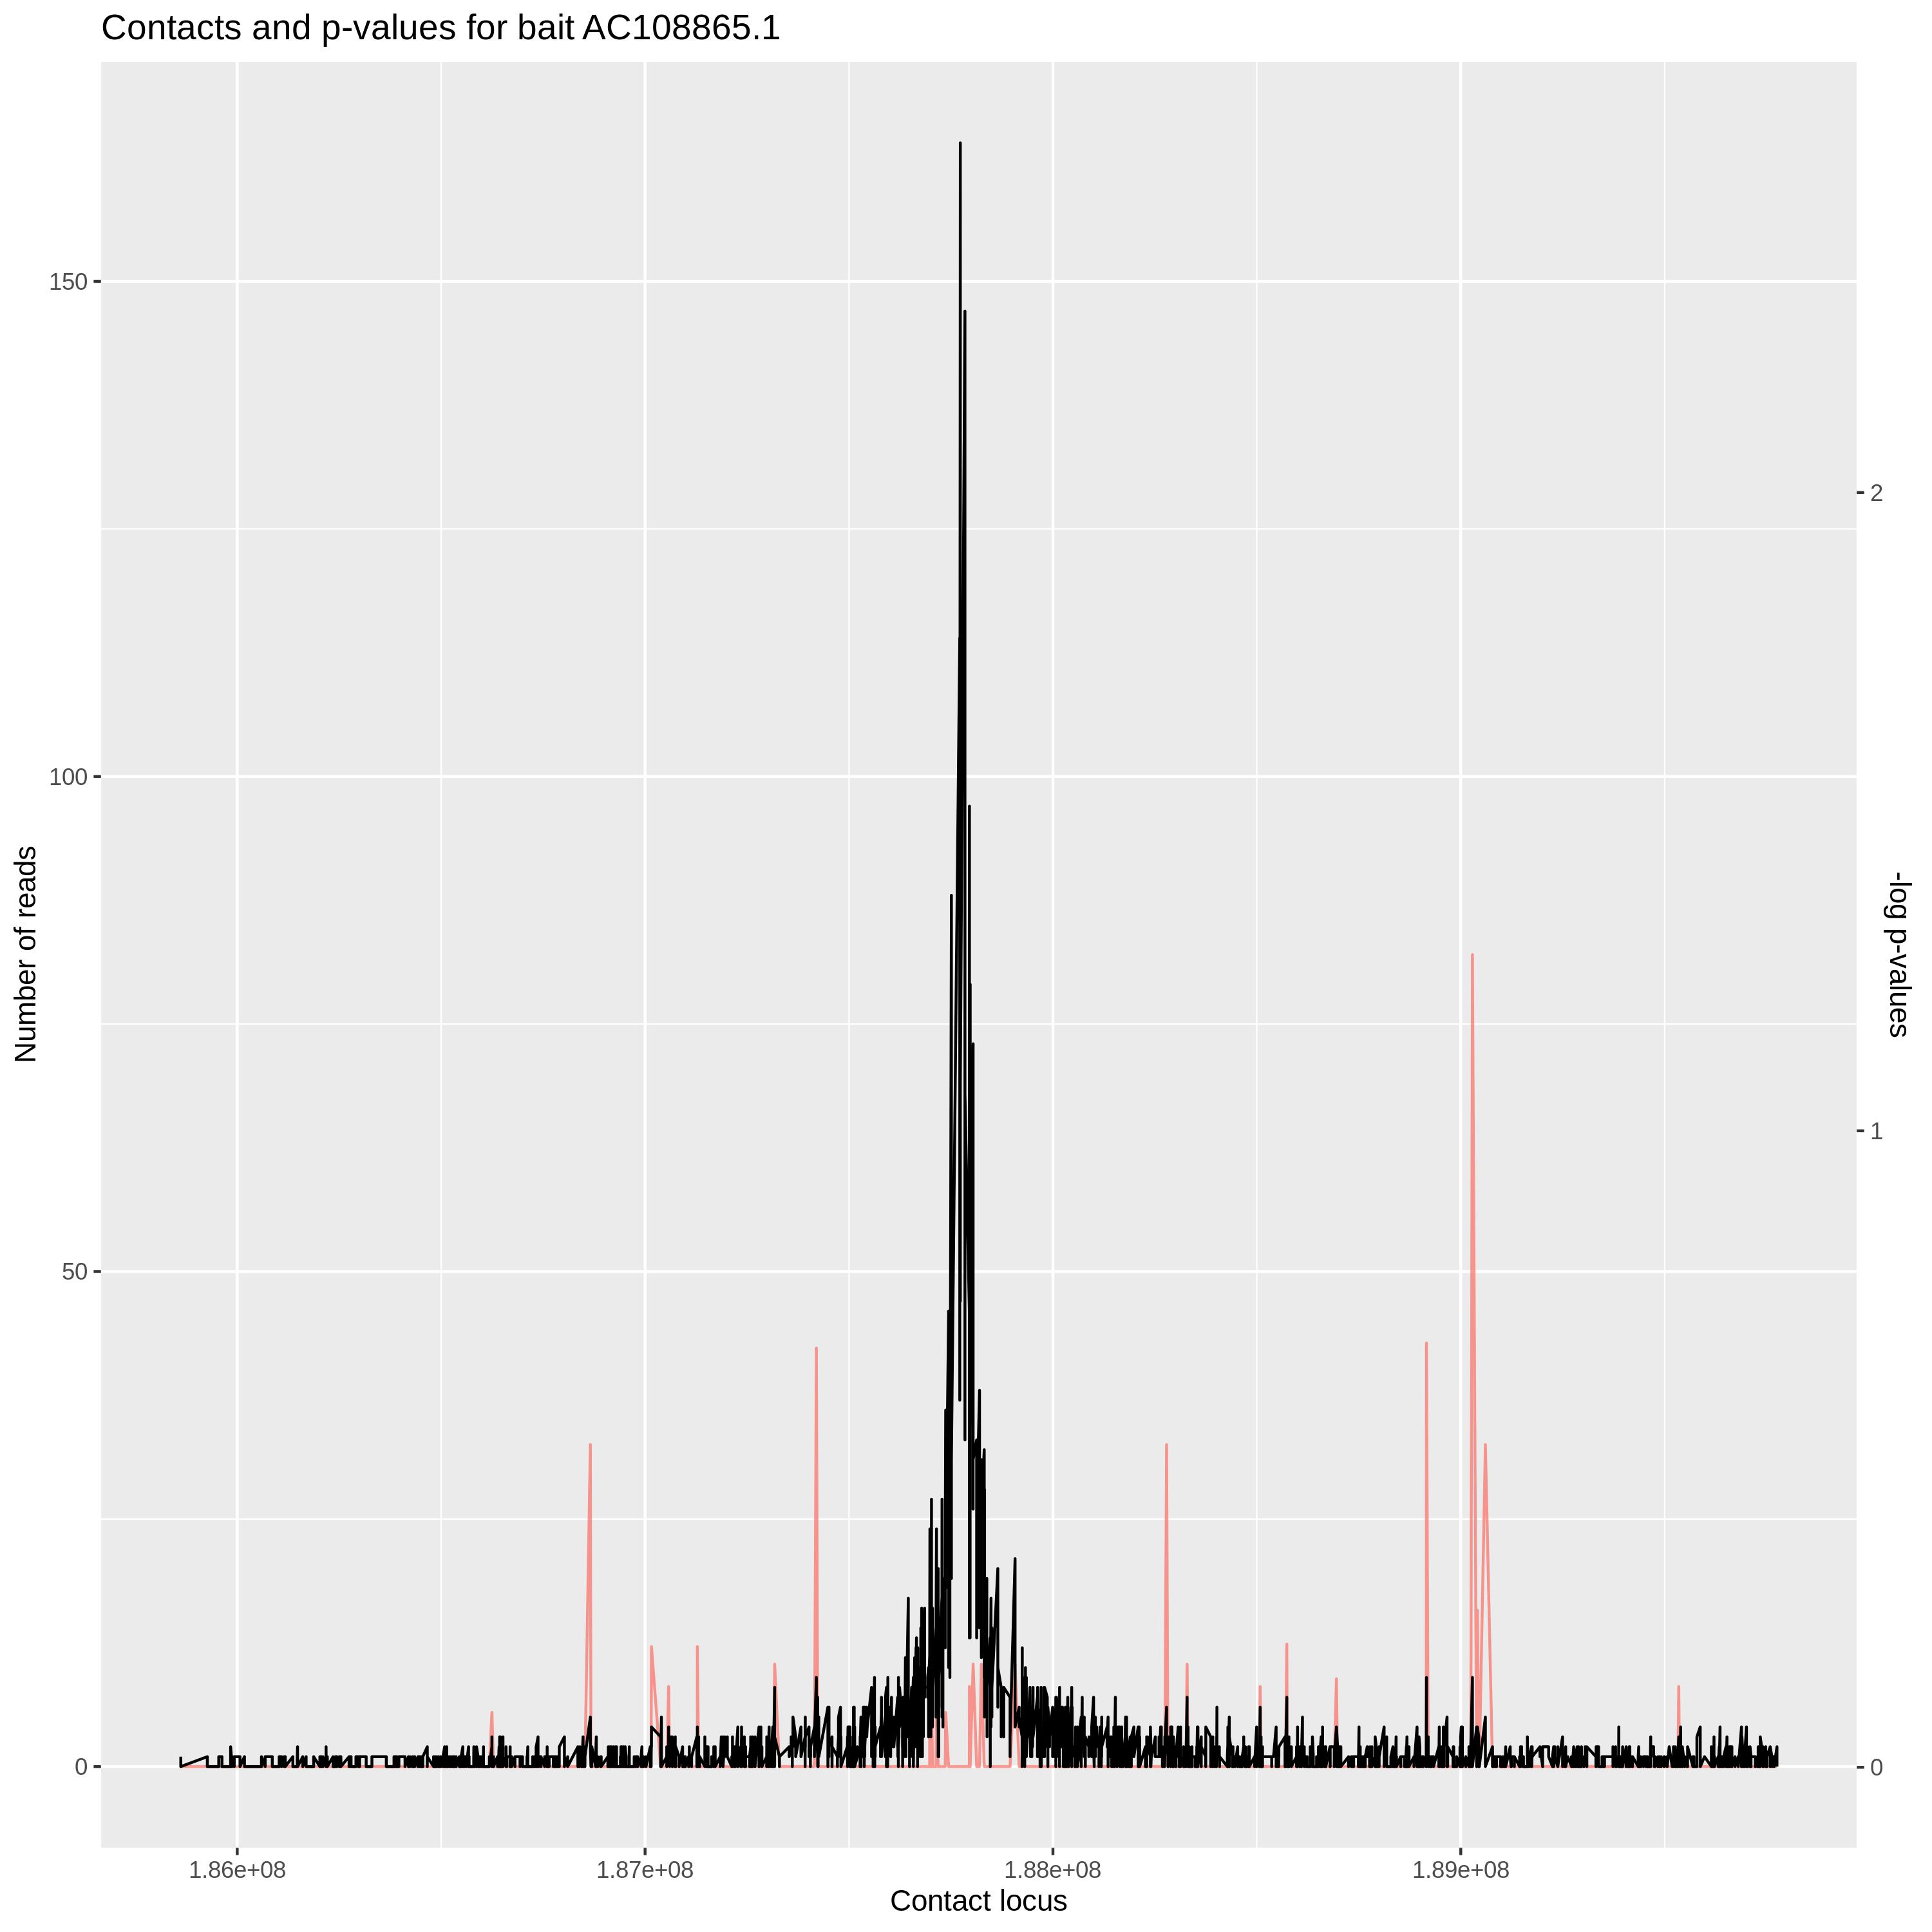 Contacts and p-values for bait AC108865.1
150
100
50
0
2
1
0
Number of reads
-log p-values
1.86e+08
1.87e+08
1.88e+08
1.89e+08
Contact locus